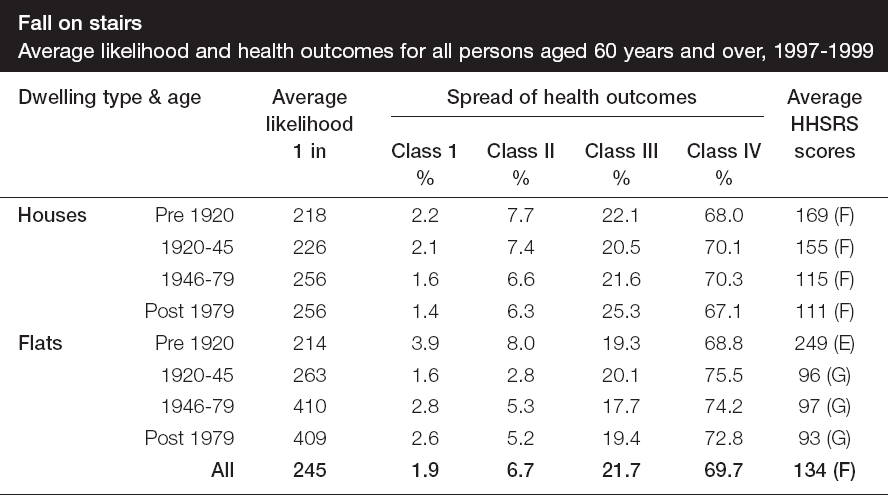 Fall on stairs
Average likelihood and health outcomes for all persons aged 60 years and over, 1997-1999
Dwelling type & age Average Spread of health outcomes Average
likelihood HHSRS
1 in Class 1 Class II Class III Class IV scores
% % % %
Houses Pre 1920 218 2.2 7.7 22.1 68.0 169 (F)
1920-45 226 2.1 7.4 20.5 70.1 155 (F)
1946-79 256 1.6 6.6 21.6 70.3 115 (F)
Post 1979 256 1.4 6.3 25.3 67.1 111 (F)
Flats Pre 1920 214 3.9 8.0 19.3 68.8 249 (E)
1920-45 263 1.6 2.8 20.1 75.5 96 (G)
1946-79 410 2.8 5.3 17.7 74.2 97 (G)
Post 1979 409 2.6 5.2 19.4 72.8 93 (G)
All 245 1.9 6.7 21.7 69.7 134 (F)